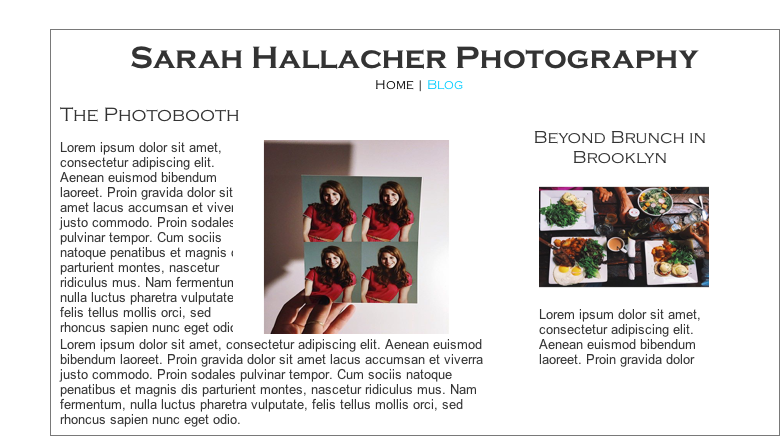 Sarah Hallacher Photography
Home | Blog
The Photobooth
Lorem ipsum dolor sit amet,
consectetur adipiscing elit.
Aenean euismod bibendum
laoreet. Proin gravida dolor sit
amet lacus accumsan et viver
justo commodo. Proin sodales
pulvinar tempor. Cum sociis
natoque penatibus et magnis
parturient montes, nascetur
ridiculus mus. Nam fermentum
nulla luctus pharetra vulputate
felis tellus mollis orci, sed
rhoncus sapien nunc eget odio
Lorem ipsum dolor sit amet, consectetur adipiscing elit. Aenean euismod
bibendum laoreet. Proin gravida dolor sit amet lacus accumsan et viverra
justo commodo. Proin sodales pulvinar tempor. Cum sociis natoque
penatibus et magnis dis parturient montes, nascetur ridiculus mus. Nam
fermentum, nulla luctus pharetra vulputate, felis tellus mollis orci, sed
rhoncus sapien nunc eget odio.
Beyond Brunch in
Brooklyn
Lorem ipsum dolor sit amet,
consectetur adipiscing elit.
Aenean euismod bibendum
laoreet. Proin gravida dolor